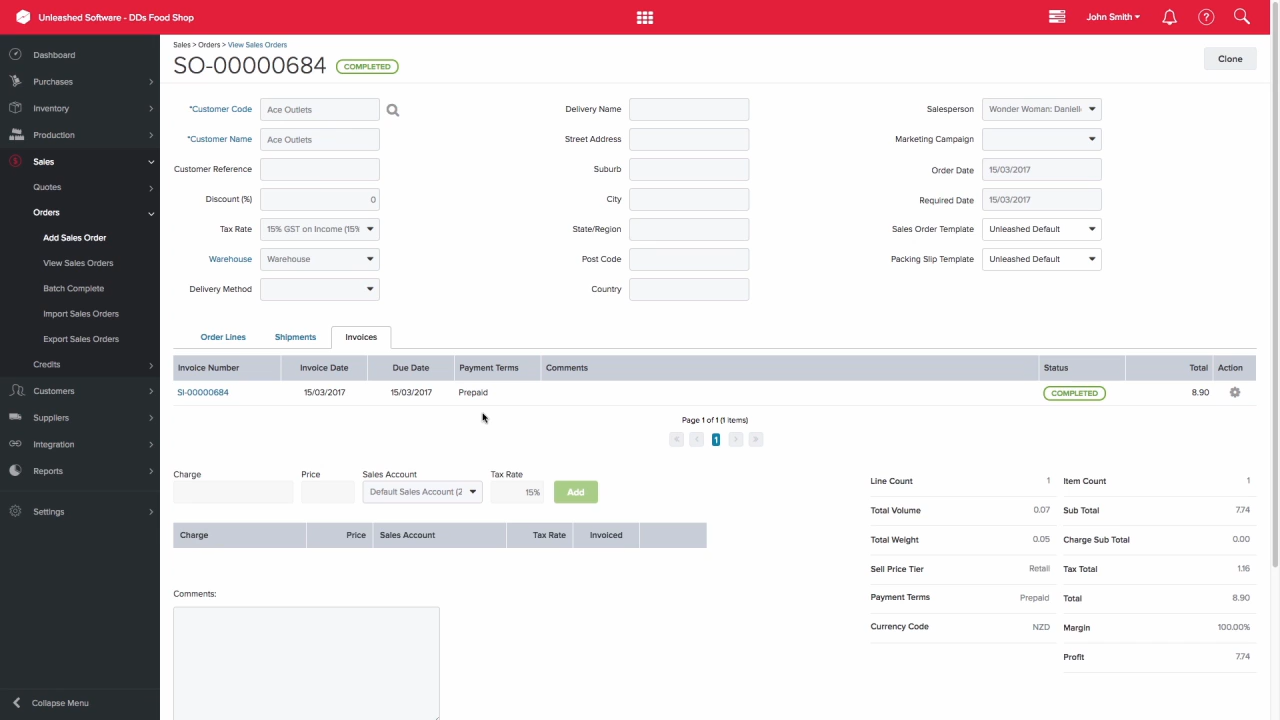 Unleashed Software - DDs Food Shop
John Smith
Dashboard
Purchases
Inventory
Production
Sales
Quotes
Orders
Add Sales Order
View Sales Orders
Batch Complete
Import Sales Orders
Export Sales Orders
Credits
Customers
Suppliers
Integration
Reports
Settings
Collapse Menu
Sales > Orders > View Sales Orders
SO-00000684 COMPLETED
Clone
*Customer Code Ace Outlets
*Customer Name Ace Outlets
Customer Reference
Discount (%) 0
Tax Rate 15% GST on Income (15%
Warehouse Warehouse
Delivery Method
Delivery Name
Street Address
Suburb
City
State/Region
Post Code
Country
Salesperson Wonder Woman: Danielle
Marketing Campaign
Order Date 15/03/2017
Required Date 15/03/2017
Sales Order Template Unleashed Default
Packing Slip Template Unleashed Default
Order Lines Shipments Invoices
Invoice Number Invoice Date Due Date Payment Terms Comments Status Total Action
SI-00000684 15/03/2017 15/03/2017 Prepaid COMPLETED 8.90
Page 1 of 1 (1 items)
« ‹ 1 › »
Charge Price Sales Account Tax Rate
Default Sales Account (2 15% Add
Charge Price Sales Account Tax Rate Invoiced
Comments:
Line Count 1
Total Volume 0.07
Total Weight 0.05
Sell Price Tier Retail
Payment Terms Prepaid
Currency Code NZD
Item Count 1
Sub Total 7.74
Charge Sub Total 0.00
Tax Total 1.16
Total 8.90
Margin 100.00%
Profit 7.74